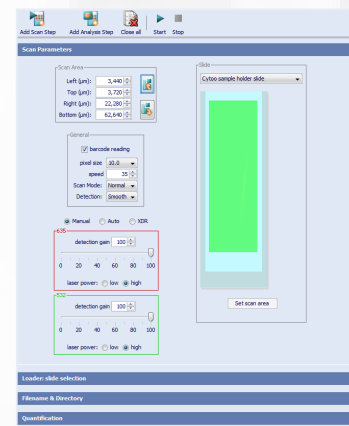 Add Scan Step Add Analysis Step Close all Start Stop
Scan Parameters
Scan Area
Left (µm): 3,440
Top (µm): 3,720
Right (µm): 22,280
Bottom (µm): 62,640
General
barcode reading
pixel size 10.0
speed 35
Scan Mode: Normal
Detection: Smooth
Manual Auto XDR
635
detection gain 100
0 20 40 60 80 100
laser power: low high
532
detection gain 100
0 20 40 60 80 100
laser power: low high
Slide
Cytoo sample holder slide
Set scan area
Loader: slide selection
Filename & Directory
Quantification